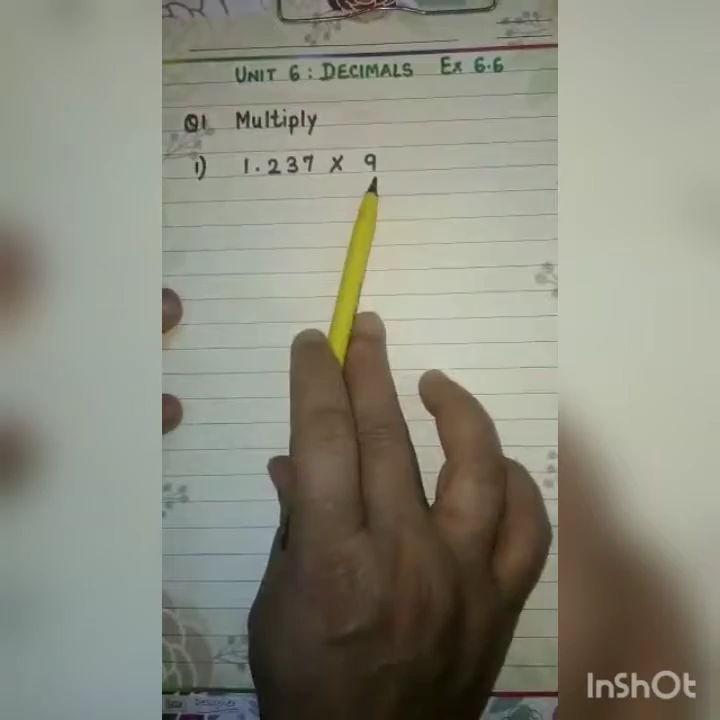 UNIT 6 : DECIMALS Ex 6.6
Q1 Multiply
1) 1.237 x 9
InShOt